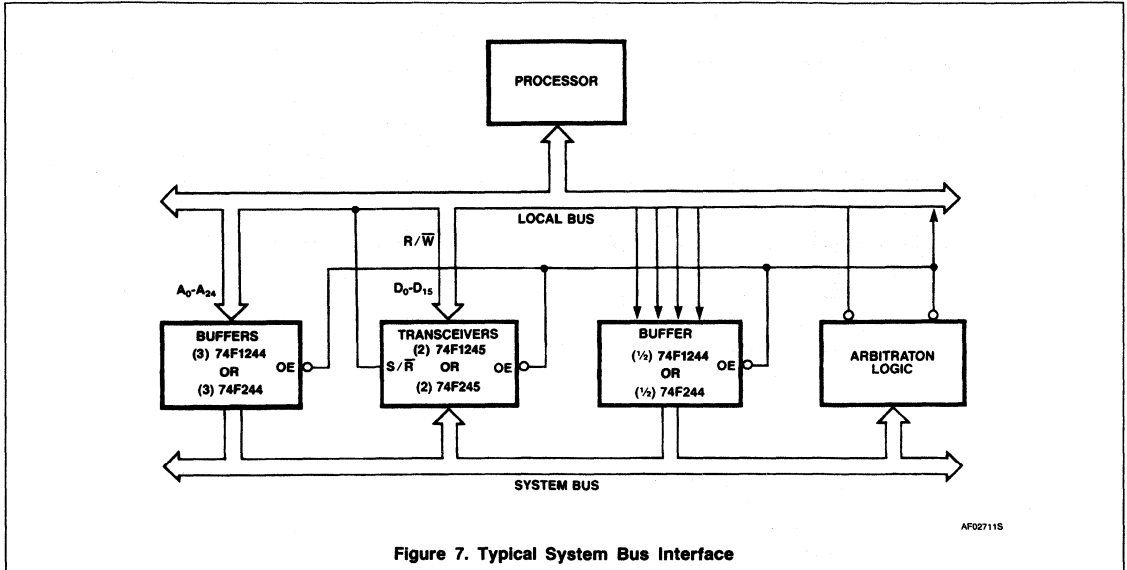 PROCESSOR
LOCAL BUS
R/W̅
A₀-A₂₄
D₀-D₁₅
BUFFERS
(3) 74F1244
OR
(3) 74F244
OE
TRANSCEIVERS
(2) 74F1245
OR
(2) 74F245
S/R̅
OE
BUFFER
(½) 74F1244
OR
(½) 74F244
OE
ARBITRATON
LOGIC
SYSTEM BUS
AF02711S
Figure 7. Typical System Bus Interface